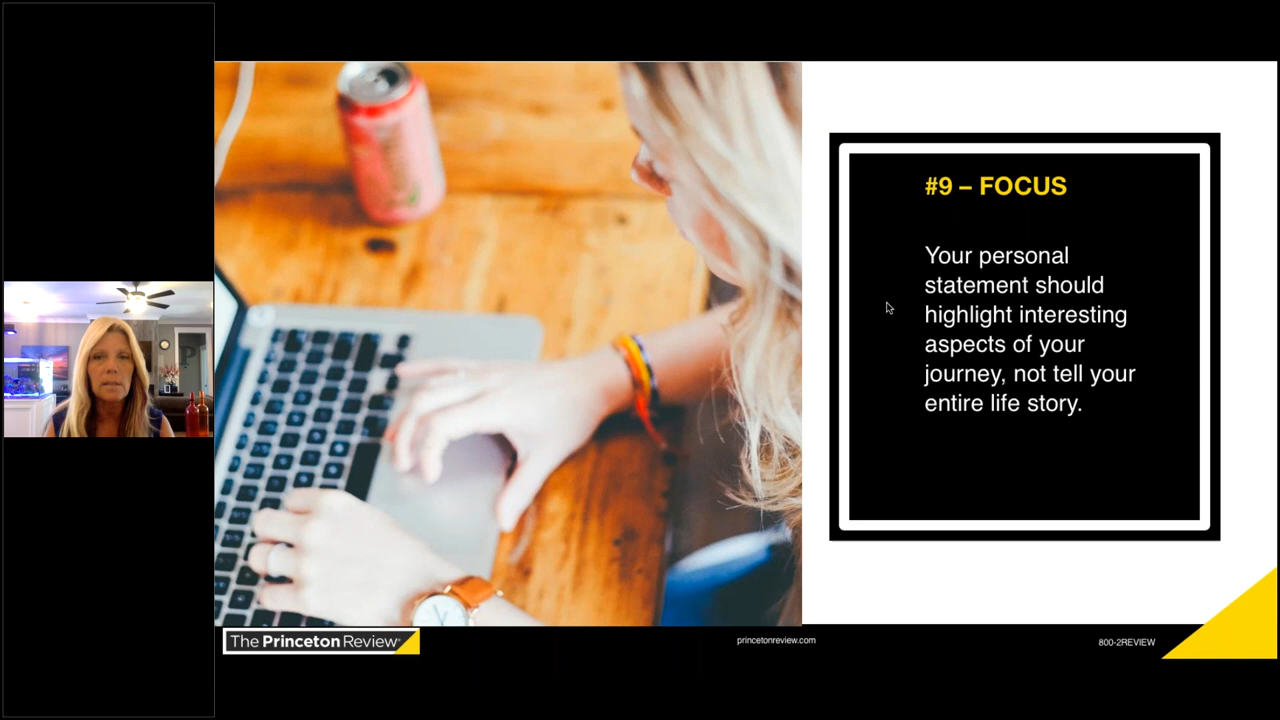 #9 – FOCUS
Your personal
statement should
highlight interesting
aspects of your
journey, not tell your
entire life story.
The Princeton Review
princetonreview.com
800-2REVIEW